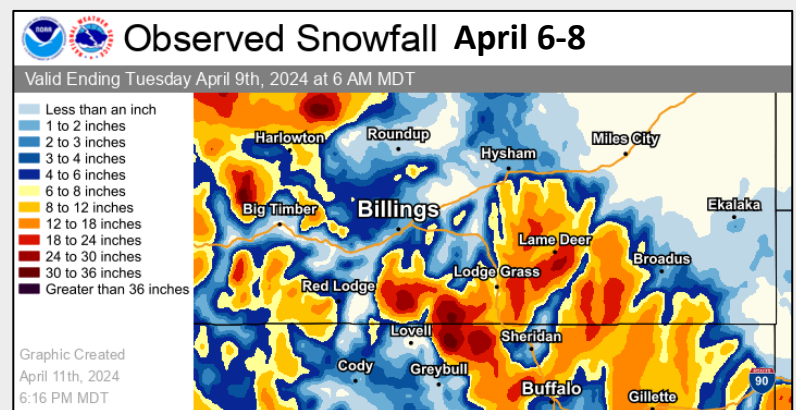 NOAA
NATIONAL WEATHER SERVICE
Observed Snowfall April 6-8
Valid Ending Tuesday April 9th, 2024 at 6 AM MDT
Less than an inch
1 to 2 inches
2 to 3 inches
3 to 4 inches
4 to 6 inches
6 to 8 inches
8 to 12 inches
12 to 18 inches
18 to 24 inches
24 to 30 inches
30 to 36 inches
Greater than 36 inches
Graphic Created
April 11th, 2024
6:16 PM MDT
Harlowton
Roundup
Miles City
Hysham
Big Timber
Billings
Ekalaka
Lame Deer
Broadus
Lodge Grass
Red Lodge
Lovell
Sheridan
Cody
Greybull
Buffalo
Gillette
90